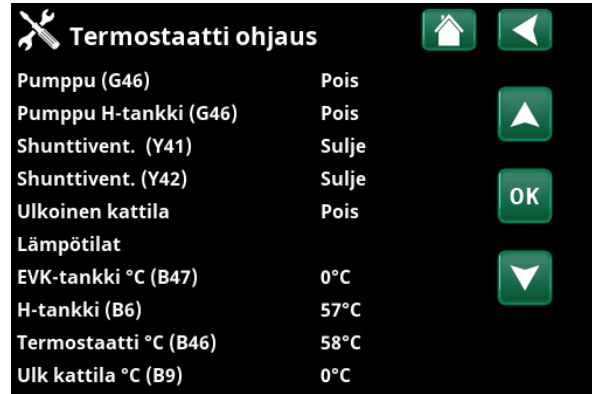 Termostaatti ohjaus
Pumppu (G46) Pois
Pumppu H-tankki (G46) Pois
Shunttivent. (Y41) Sulje
Shunttivent. (Y42) Sulje
Ulkoinen kattila Pois
Lämpötilat
EVK-tankki °C (B47) 0°C
H-tankki (B6) 57°C
Termostaatti °C (B46) 58°C
Ulk kattila °C (B9) 0°C
OK